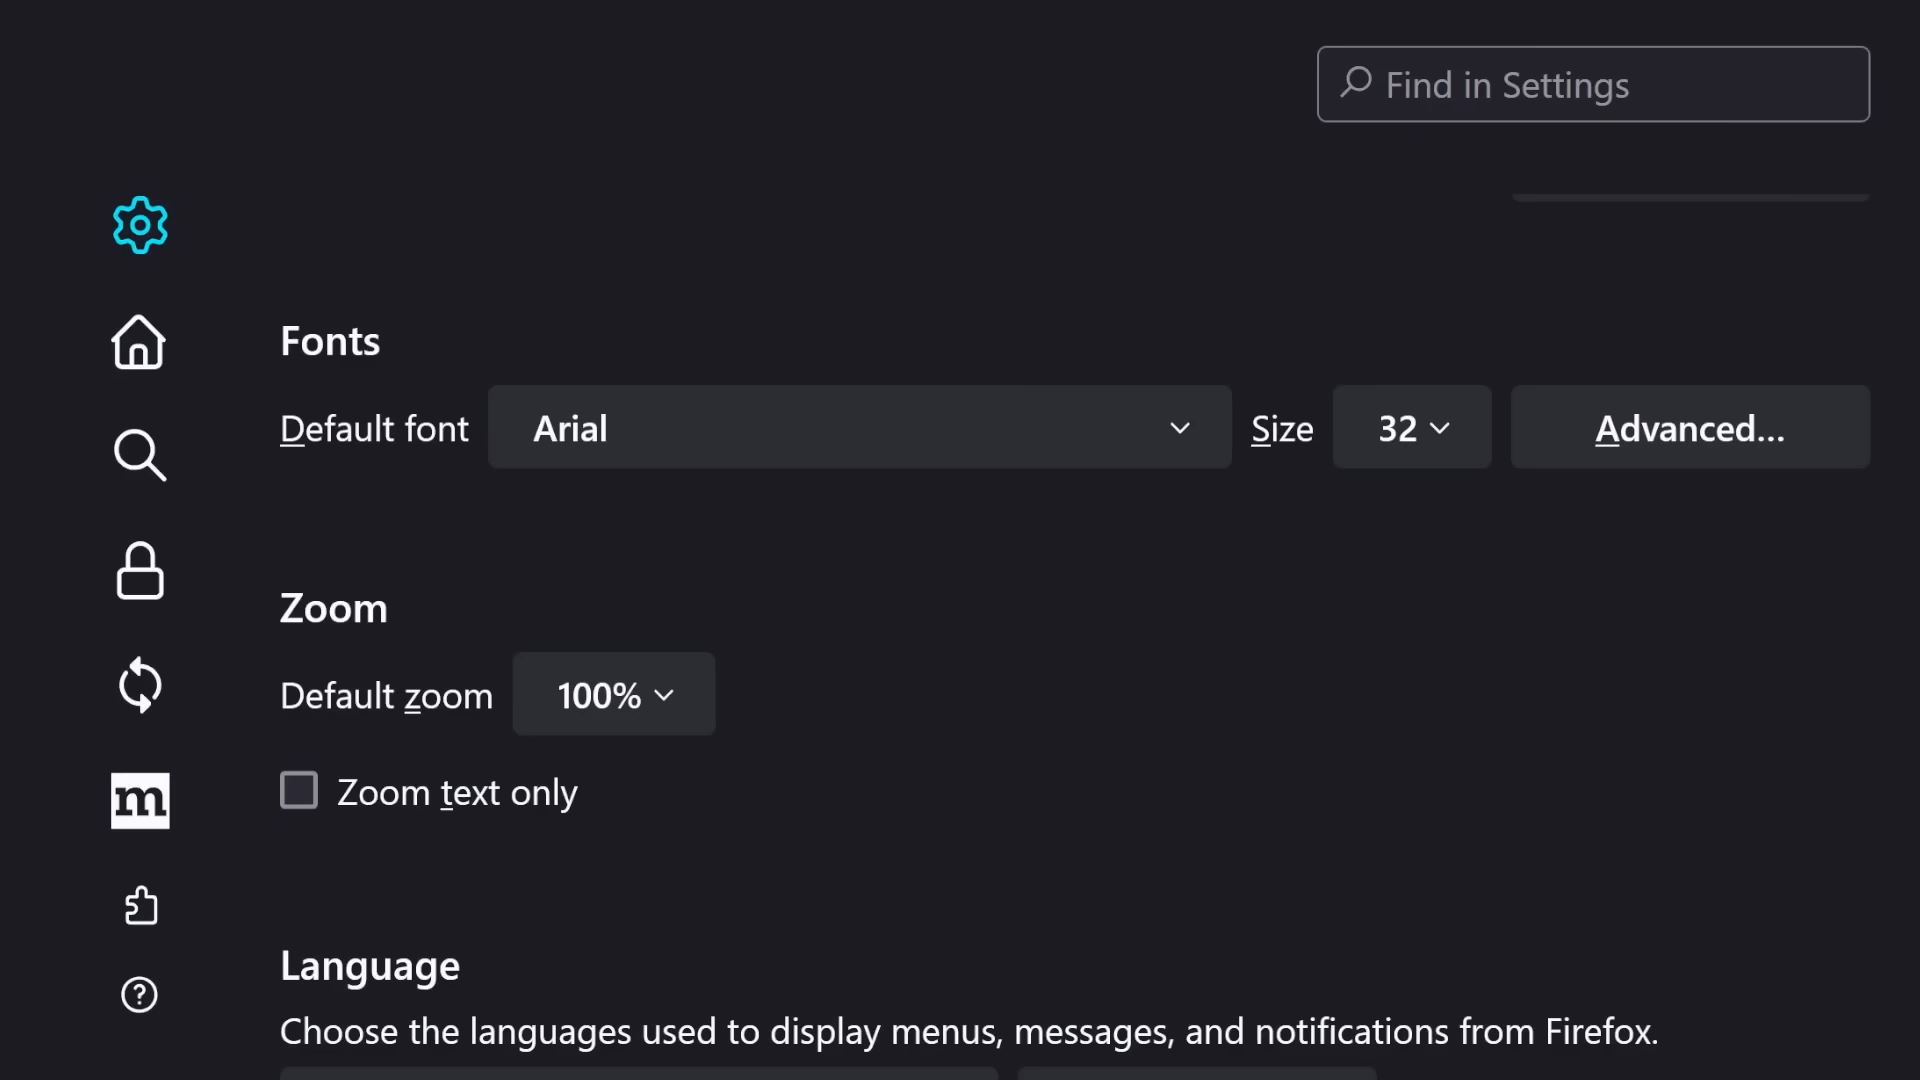 Find in Settings
Fonts
Default font Arial Size 32 Advanced...
Zoom
Default zoom 100%
Zoom text only
m
Language
Choose the languages used to display menus, messages, and notifications from Firefox.
?